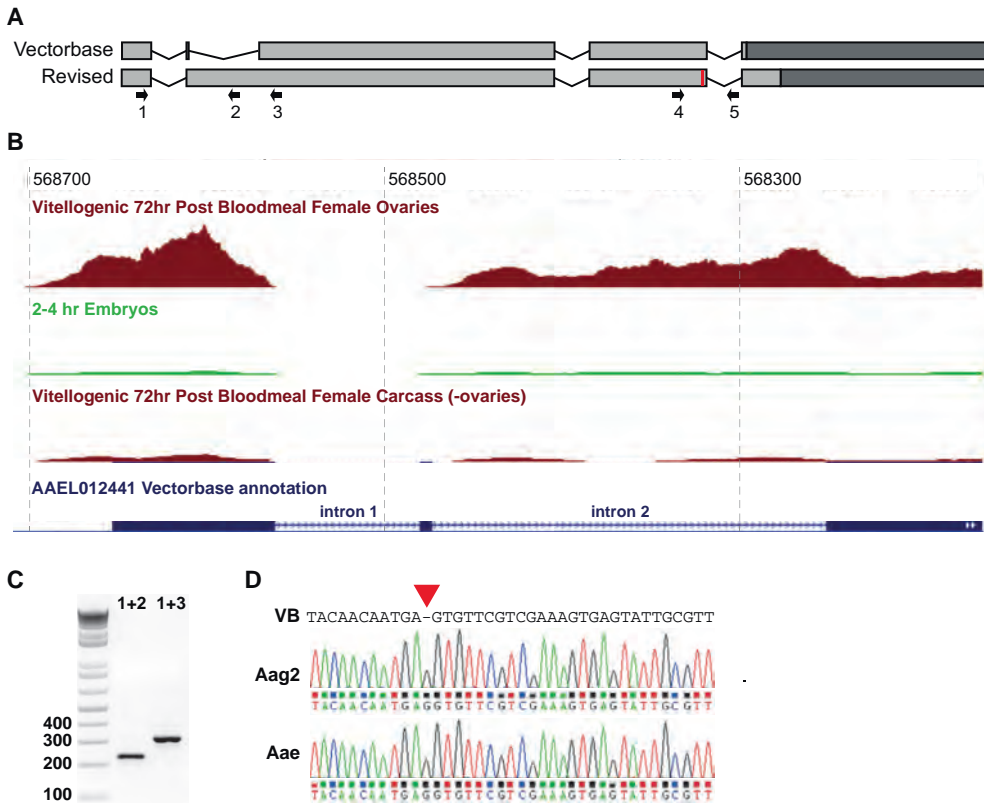 A
Vectorbase
Revised
1 2 3 4 5
B
568700 568500 568300
Vitellogenic 72hr Post Bloodmeal Female Ovaries
2-4 hr Embryos
Vitellogenic 72hr Post Bloodmeal Female Carcass (-ovaries)
AAEL012441 Vectorbase annotation
intron 1 intron 2
C
1+2 1+3
400
300
200
100
D
VB TACAACAATGA-GTGTTCGTCGAAAGTGAGTATTGCGTT
Aag2
TACAACAATGAGGTGTTCGTCGAAAGTGAGTATTGCGTT
Aae
TACAACAATGAGGTGTTCGTCGAAAGTGAGTATTGCGTT